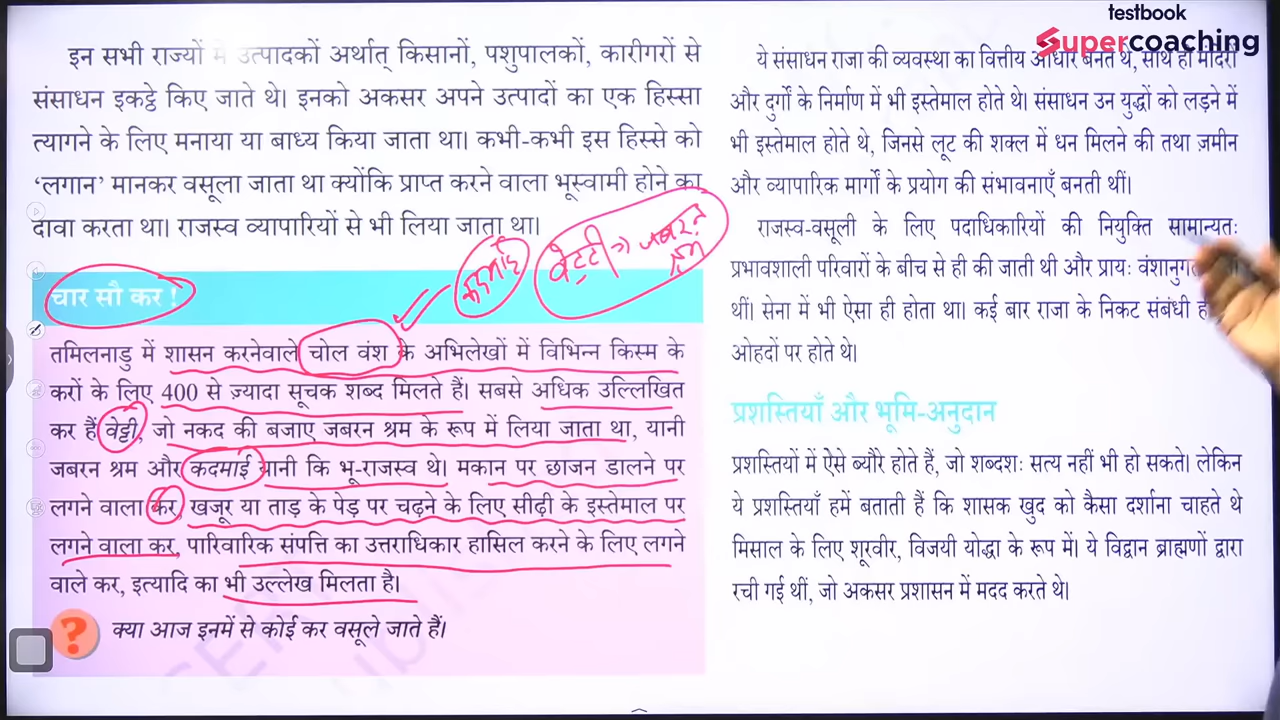 testbook
Supercoaching
इन सभी राज्यों में उत्पादकों अर्थात् किसानों, पशुपालकों, कारीगरों से
संसाधन इकट्ठे किए जाते थे। इनको अकसर अपने उत्पादों का एक हिस्सा
त्यागने के लिए मनाया या बाध्य किया जाता था। कभी-कभी इस हिस्से को
‘लगान’ मानकर वसूला जाता था क्योंकि प्राप्त करने वाला भूस्वामी होने का
दावा करता था। राजस्व व्यापारियों से भी लिया जाता था।
कदमाई
वेट्टी → जबरन
श्रम
चार सौ कर !
तमिलनाडु में शासन करनेवाले चोल वंश के अभिलेखों में विभिन्न किस्म के
करों के लिए 400 से ज़्यादा सूचक शब्द मिलते हैं। सबसे अधिक उल्लिखित
कर हैं वेट्टी, जो नकद की बजाए जबरन श्रम के रूप में लिया जाता था, यानी
जबरन श्रम और कदमाई यानी कि भू-राजस्व थे। मकान पर छाजन डालने पर
लगने वाला कर, खजूर या ताड़ के पेड़ पर चढ़ने के लिए सीढ़ी के इस्तेमाल पर
लगने वाला कर, पारिवारिक संपत्ति का उत्तराधिकार हासिल करने के लिए लगने
वाले कर, इत्यादि का भी उल्लेख मिलता है।
?
क्या आज इनमें से कोई कर वसूले जाते हैं।
ये संसाधन राजा की व्यवस्था का वित्तीय आधार बनते थे, साथ ही मंदिरों
और दुर्गों के निर्माण में भी इस्तेमाल होते थे। संसाधन उन युद्धों को लड़ने में
भी इस्तेमाल होते थे, जिनसे लूट की शक्ल में धन मिलने की तथा ज़मीन
और व्यापारिक मार्गों के प्रयोग की संभावनाएँ बनती थीं।
राजस्व-वसूली के लिए पदाधिकारियों की नियुक्ति सामान्यतः
प्रभावशाली परिवारों के बीच से ही की जाती थी और प्रायः वंशानुगत
थीं। सेना में भी ऐसा ही होता था। कई बार राजा के निकट संबंधी ही
ओहदों पर होते थे।
प्रशस्तियाँ और भूमि-अनुदान
प्रशस्तियों में ऐसे ब्यौरे होते हैं, जो शब्दशः सत्य नहीं भी हो सकते। लेकिन
ये प्रशस्तियाँ हमें बताती हैं कि शासक खुद को कैसा दर्शाना चाहते थे
मिसाल के लिए शूरवीर, विजयी योद्धा के रूप में। ये विद्वान ब्राह्मणों द्वारा
रची गई थीं, जो अकसर प्रशासन में मदद करते थे।